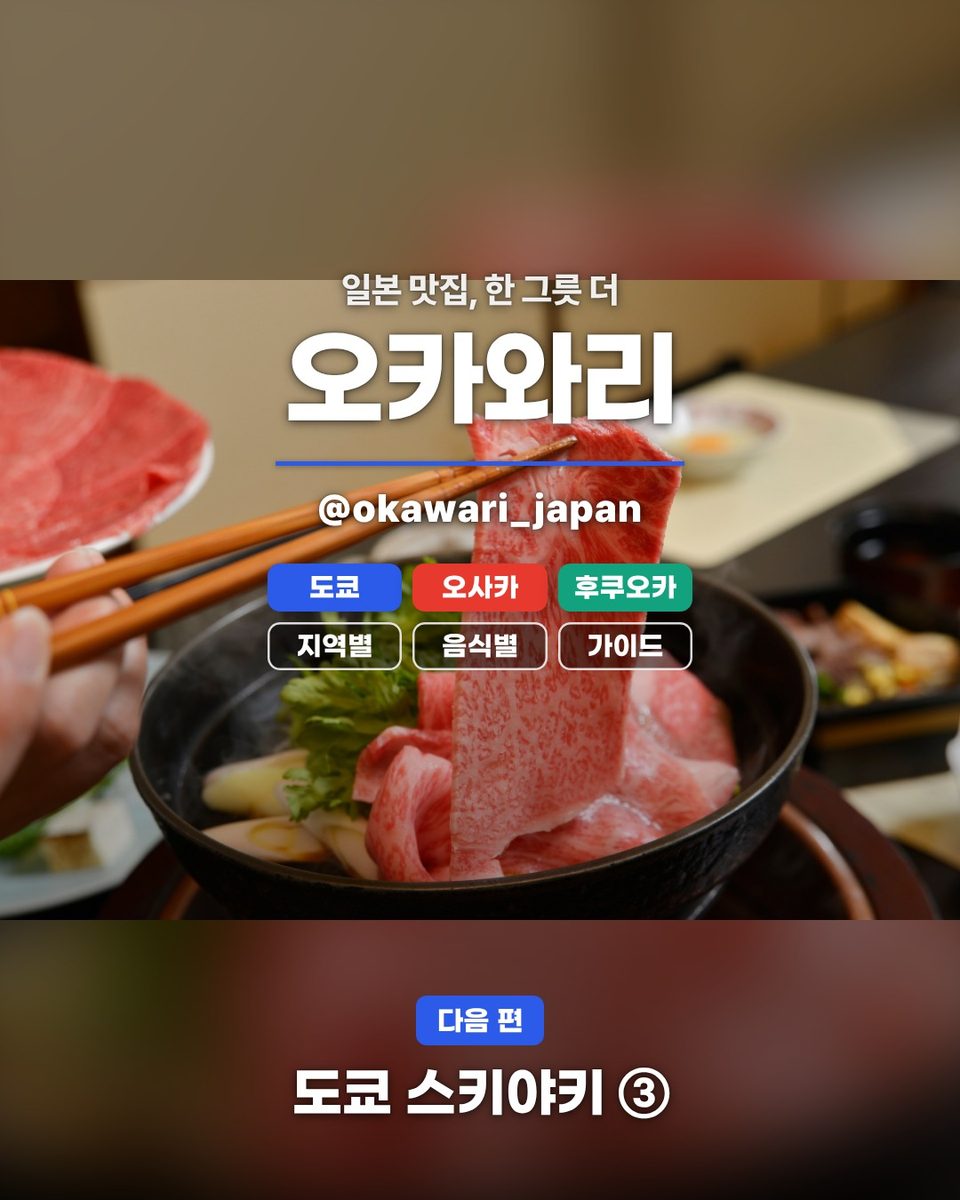 일본 맛집, 한 그릇 더
오카와리
@okawari_japan
도쿄 오사카 후쿠오카
지역별 음식별 가이드
다음 편
도쿄 스키야키 ③